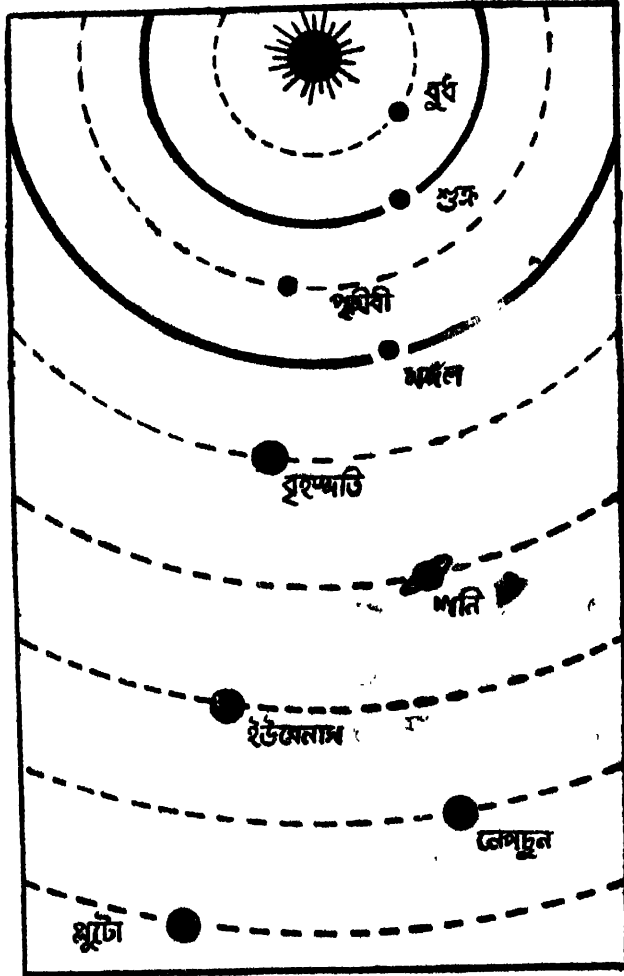 বুধ
শুক্র
পৃথিবী
মঙ্গল
বৃহস্পতি
শনি
ইউরেনাস
নেপচুন
প্লুটো